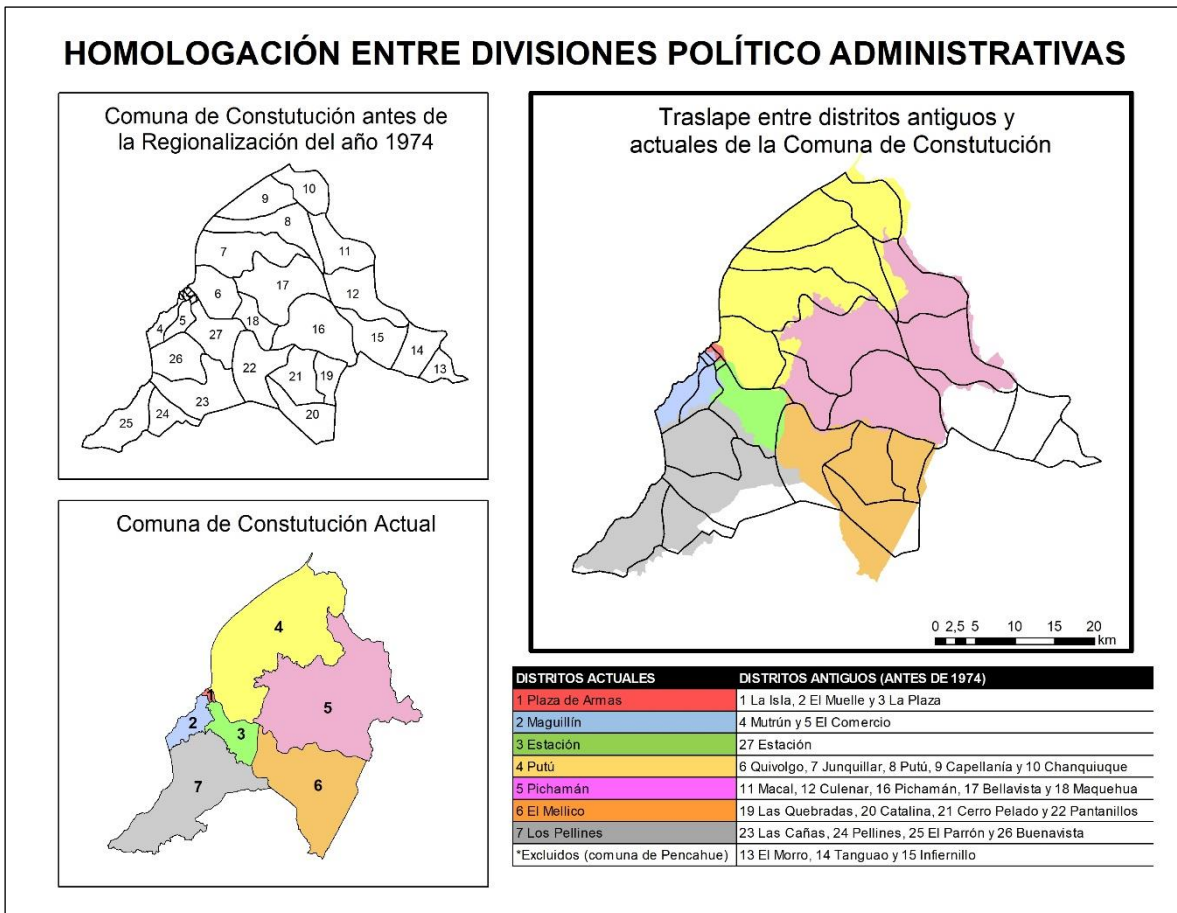 HOMOLOGACIÓN ENTRE DIVISIONES POLÍTICO ADMINISTRATIVAS
Comuna de Constutución antes de
la Regionalización del año 1974
10
9
8
7
11
17
12
6
4
5
18
27
16
15
14
26
13
22
21
19
23
25
24
20
Comuna de Constutución Actual
4
1
2
3
5
7
6
Traslape entre distritos antiguos y
actuales de la Comuna de Constutución
0 2,5 5 10 15 20
km
DISTRITOS ACTUALES DISTRITOS ANTIGUOS (ANTES DE 1974)
1 Plaza de Armas 1 La Isla, 2 El Muelle y 3 La Plaza
2 Maguillín 4 Mutrún y 5 El Comercio
3 Estación 27 Estación
4 Putú 6 Quivolgo, 7 Junquillar, 8 Putú, 9 Capellanía y 10 Chanquiuque
5 Pichamán 11 Macal, 12 Culenar, 16 Pichamán, 17 Bellavista y 18 Maquehua
6 El Mellico 19 Las Quebradas, 20 Catalina, 21 Cerro Pelado y 22 Pantanillos
7 Los Pellines 23 Las Cañas, 24 Pellines, 25 El Parrón y 26 Buenavista
*Excluidos (comuna de Pencahue) 13 El Morro, 14 Tanguao y 15 Infiernillo